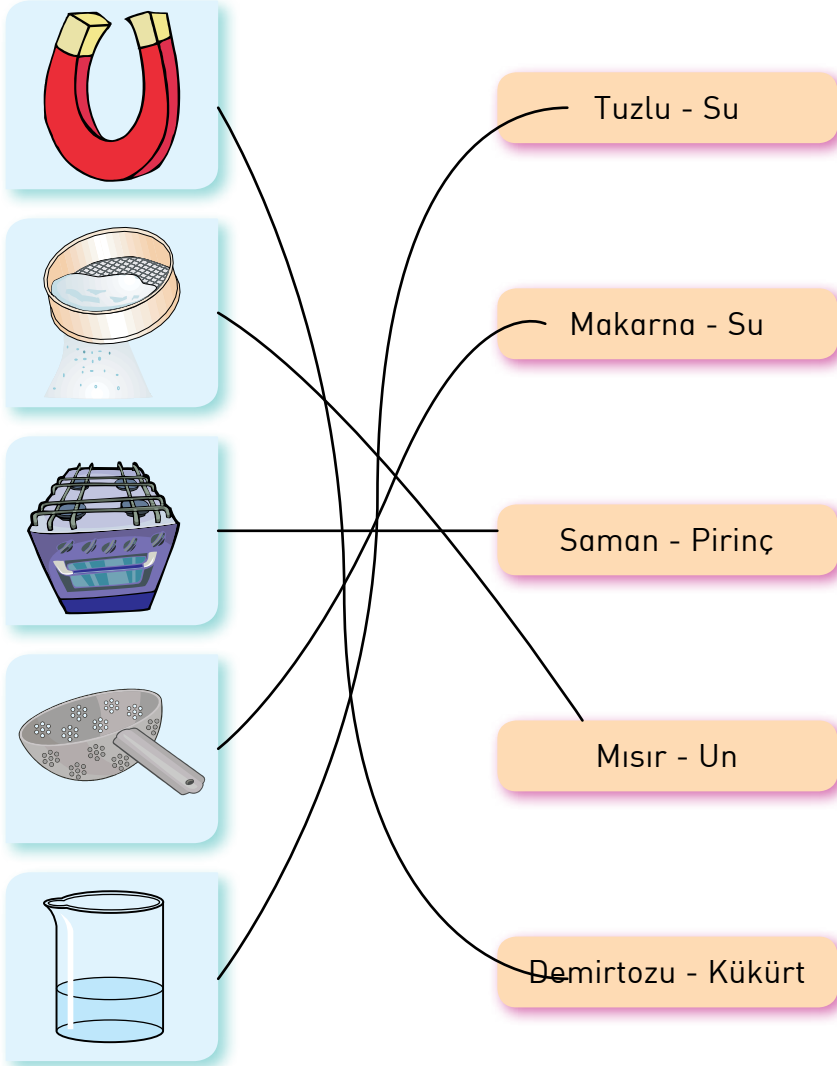 Tuzlu - Su
Makarna - Su
Saman - Pirinç
Mısır - Un
Demirtozu - Kükürt